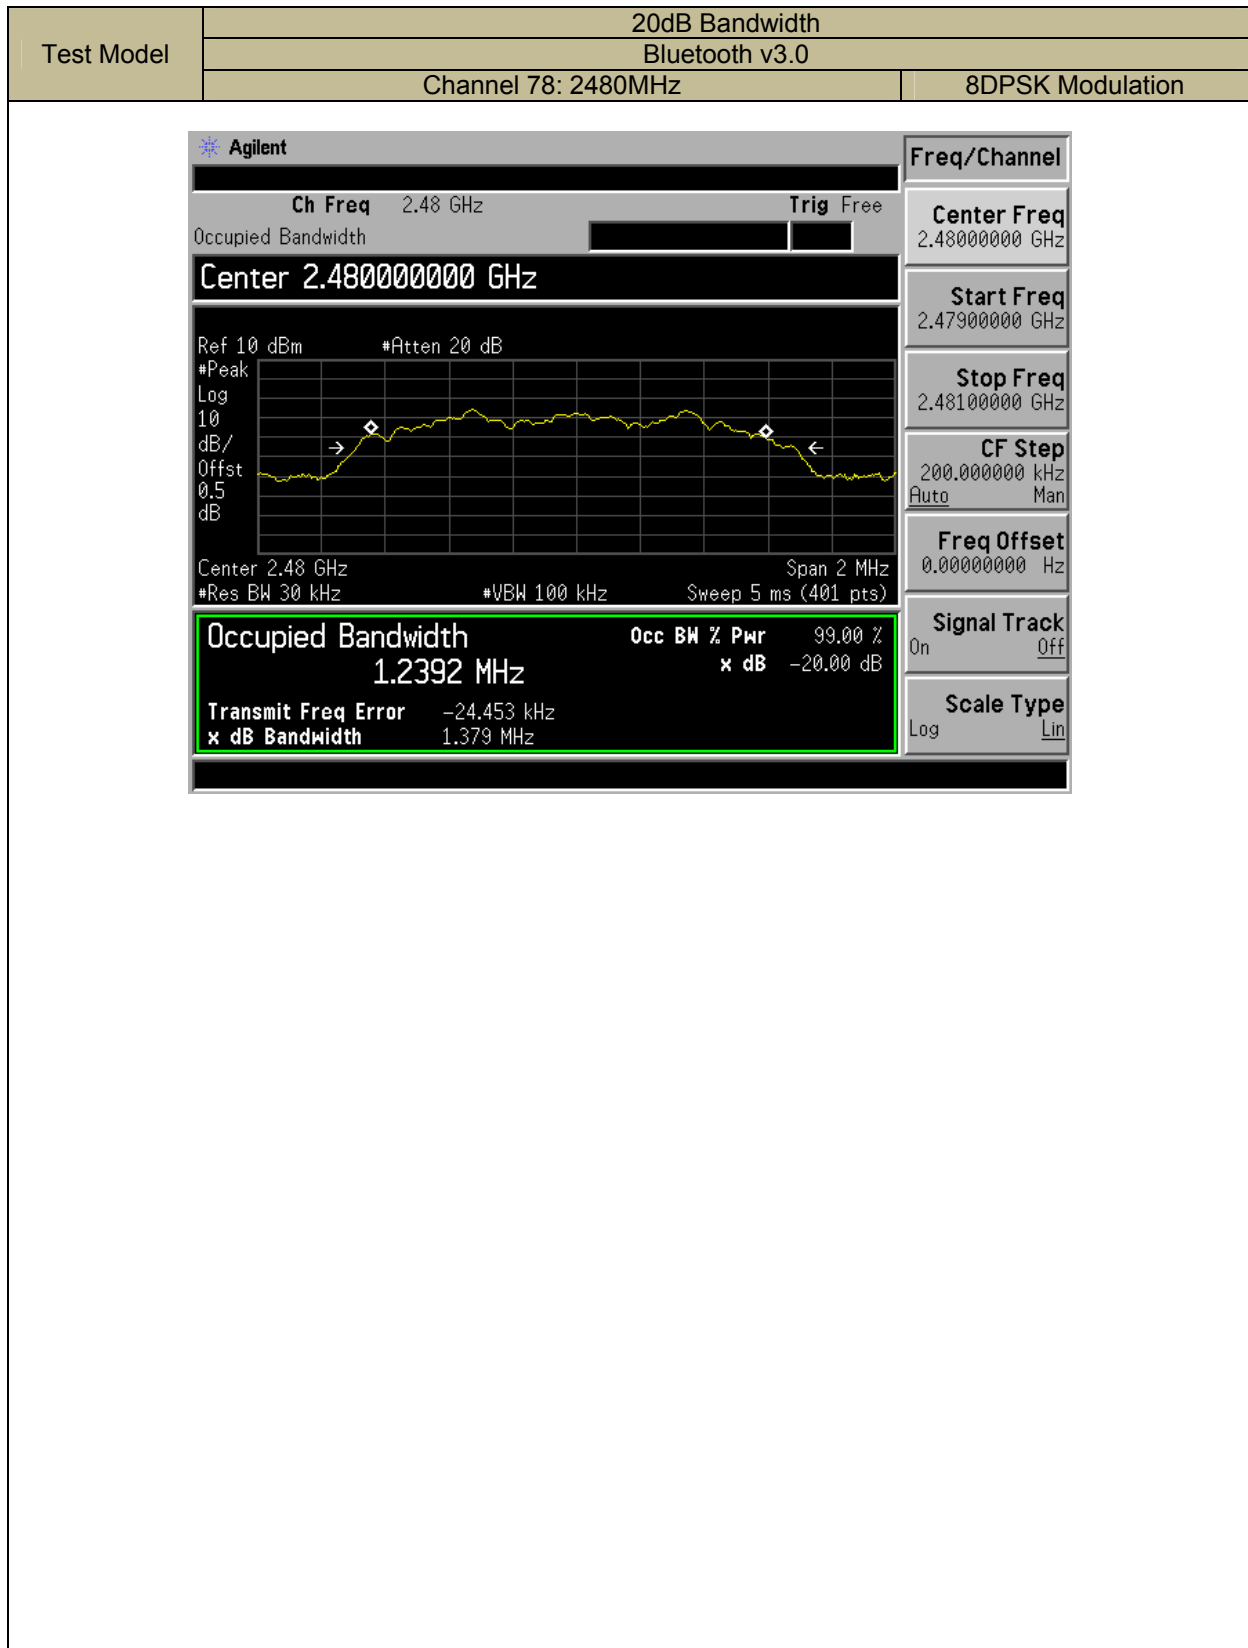 Test Model
20dB Bandwidth
Bluetooth v3.0
Channel 78: 2480MHz
8DPSK Modulation
Agilent
Freq/Channel
Ch Freq 2.48 GHz
Trig Free
Occupied Bandwidth
Center 2.480000000 GHz
Center Freq
2.48000000 GHz
Start Freq
2.47900000 GHz
Stop Freq
2.48100000 GHz
CF Step
200.000000 kHz
Auto Man
Freq Offset
0.00000000 Hz
Signal Track
On Off
Scale Type
Log Lin
Ref 10 dBm
#Atten 20 dB
#Peak
Log
10
dB/
Offst
0.5
dB
Center 2.48 GHz
Span 2 MHz
#Res BW 30 kHz
#VBW 100 kHz
Sweep 5 ms (401 pts)
Occupied Bandwidth
1.2392 MHz
Occ BW % Pwr 99.00 %
x dB -20.00 dB
Transmit Freq Error -24.453 kHz
x dB Bandwidth 1.379 MHz